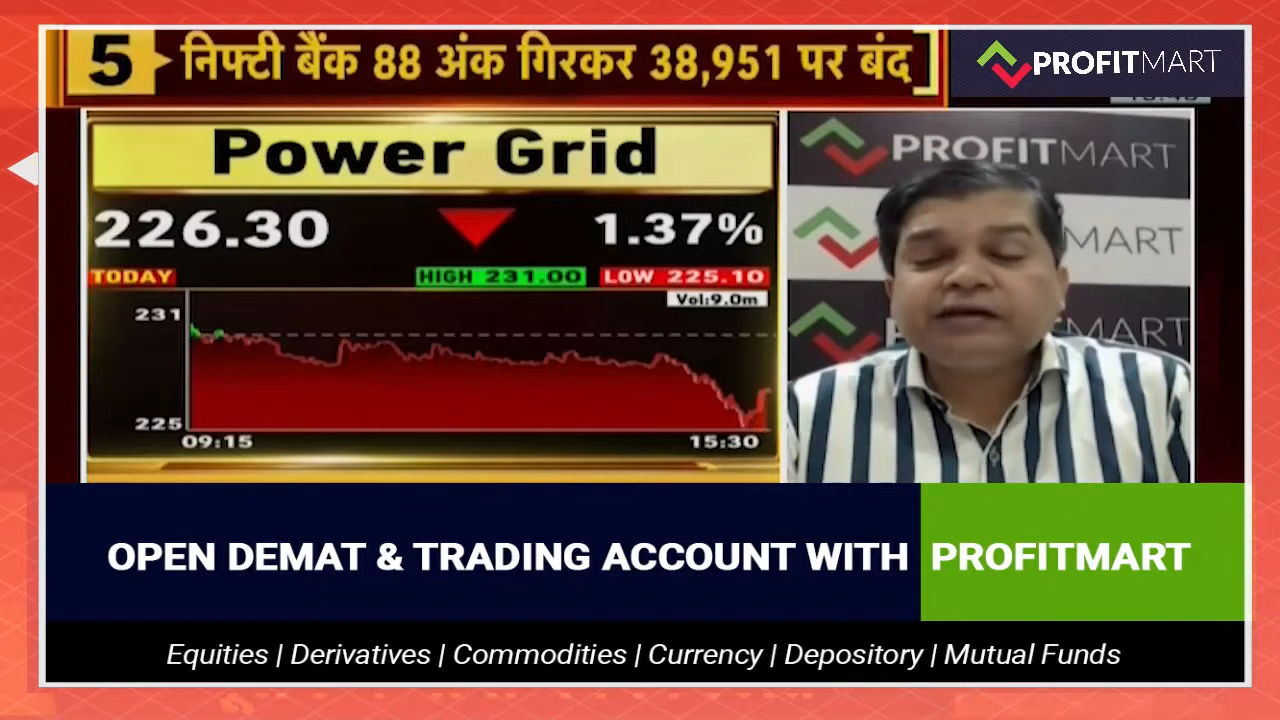 5 निफ्टी बैंक 88 अंक गिरकर 38,951 पर बंद
PROFITMART
Power Grid
226.30 1.37%
TODAY HIGH 231.00 LOW 225.10
Vol:9.0m
231
225
09:15 15:30
PROFITMART
MART
MART
OPEN DEMAT & TRADING ACCOUNT WITH PROFITMART
Equities | Derivatives | Commodities | Currency | Depository | Mutual Funds